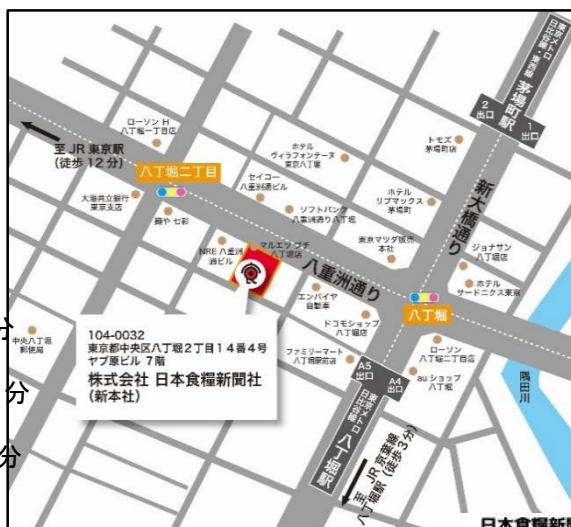 東京メトロ
日比谷線・東西線
茅場町駅
2
出口
1
出口
ローソン H
八丁堀一丁目店
至 JR 東京駅
(徒歩 12 分)
ホテル
ヴィラフォンテーヌ
東京八丁堀
トモズ
茅場町店
八丁堀二丁目
セイコー
八重洲通ビル
大垣共立銀行
東京支店
ソフトバンク
八重洲通り八丁堀
ホテル
リブマックス
茅場町
新大橋通り
麺や 七彩
NRE 八重洲
通ビル
マルエツ プチ
八丁堀店
東京マツダ販売
本社
ジョナサン
八丁堀店
八重洲通り
エンパイヤ
自動車
ホテル
サードニクス東京
八丁堀
ドコモショップ
八丁堀店
中央八丁堀
郵便局
104-0032
東京都中央区八丁堀2丁目14番4号
ヤブ原ビル 7階
株式会社 日本食糧新聞社
(新本社)
ファミリーマート
八丁堀駅前店
ローソン
八丁堀二丁目店
A5
出口
A4
出口
au ショップ
八丁堀
隅田川
東京メトロ
日比谷線
八丁堀駅
至 JR 京葉線
八丁堀駅 (徒歩 3 分)
分
分
分
日本食糧新聞